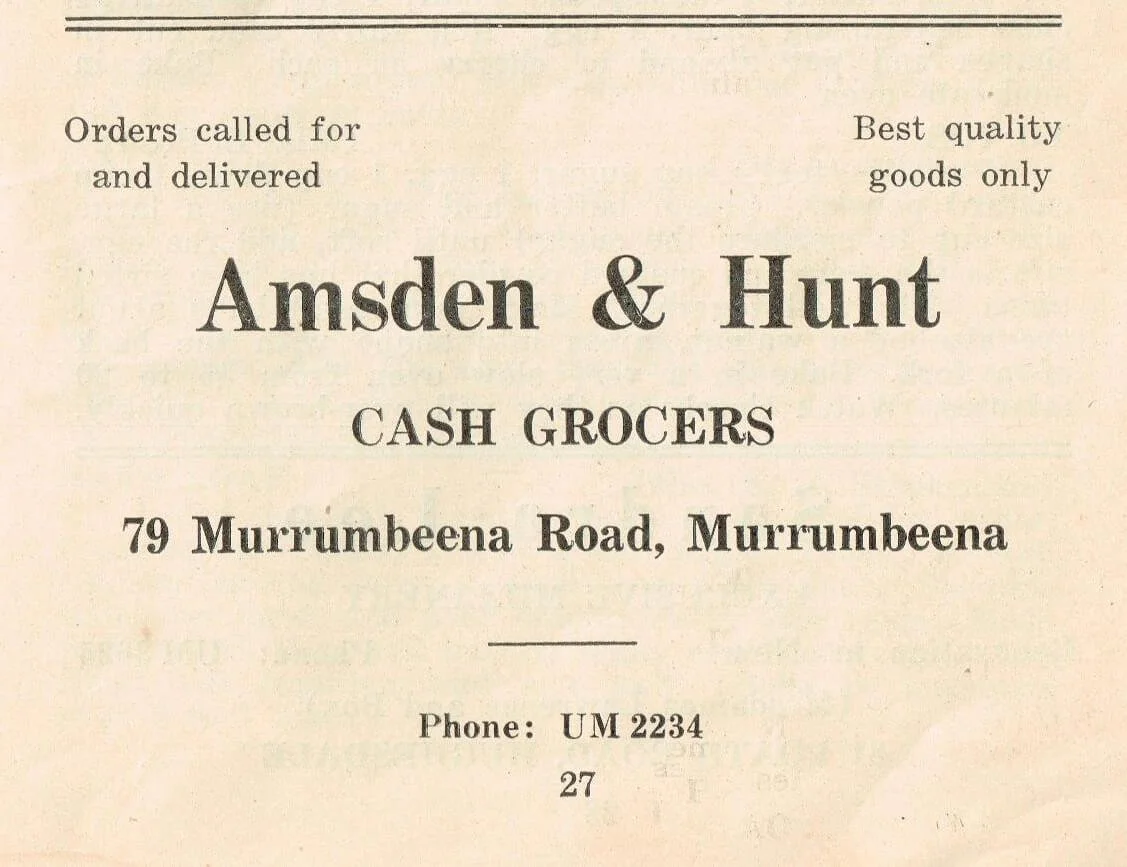 Orders called for
and delivered
Best quality
goods only
Amsden & Hunt
CASH GROCERS
79 Murrumbeena Road, Murrumbeena
Phone: UM 2234
27